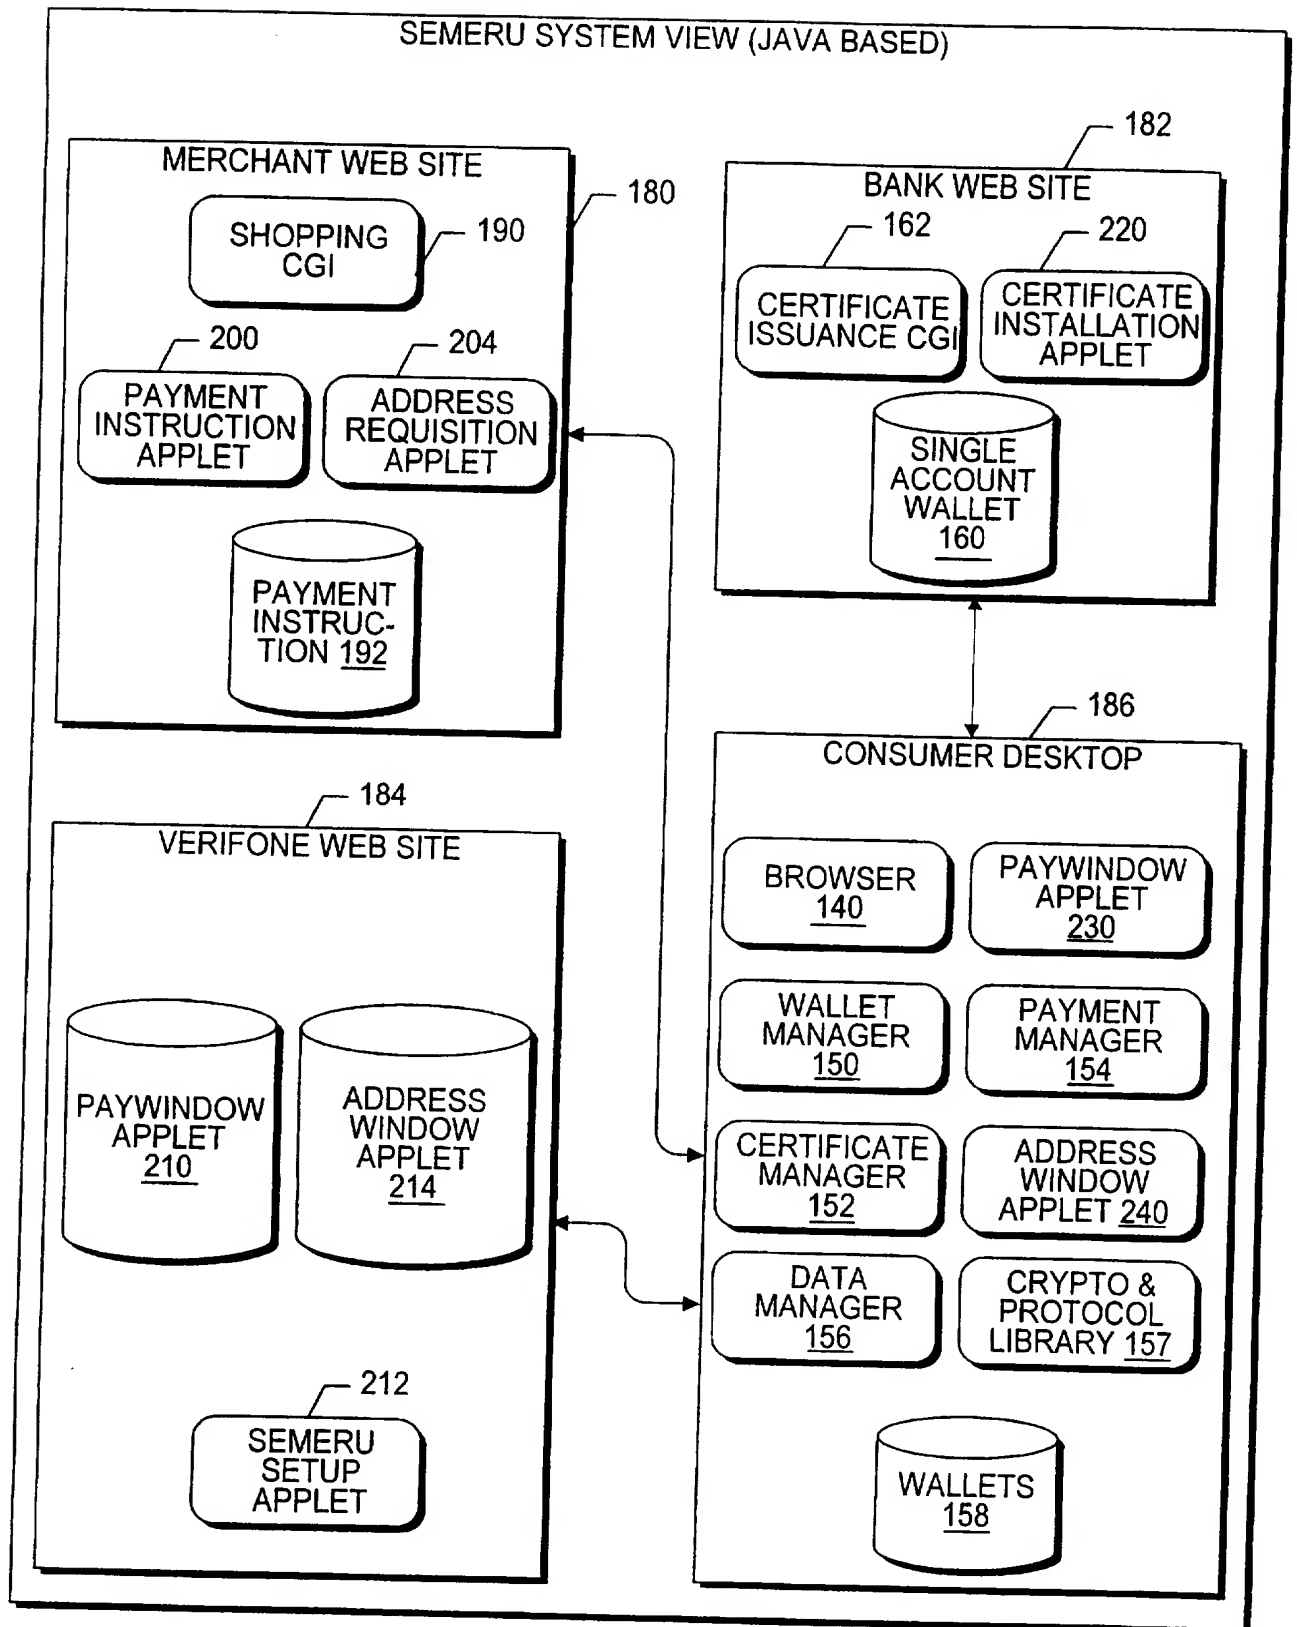 SEMERU SYSTEM VIEW (JAVA BASED)
MERCHANT WEB SITE
180
SHOPPING
CGI
190
200
PAYMENT
INSTRUCTION
APPLET
204
ADDRESS
REQUISITION
APPLET
PAYMENT
INSTRUC-
TION 192
182
BANK WEB SITE
162
CERTIFICATE
ISSUANCE CGI
220
CERTIFICATE
INSTALLATION
APPLET
SINGLE
ACCOUNT
WALLET
160
184
VERIFONE WEB SITE
PAYWINDOW
APPLET
210
ADDRESS
WINDOW
APPLET
214
212
SEMERU
SETUP
APPLET
186
CONSUMER DESKTOP
BROWSER
140
PAYWINDOW
APPLET
230
WALLET
MANAGER
150
PAYMENT
MANAGER
154
CERTIFICATE
MANAGER
152
ADDRESS
WINDOW
APPLET 240
DATA
MANAGER
156
CRYPTO &
PROTOCOL
LIBRARY 157
WALLETS
158